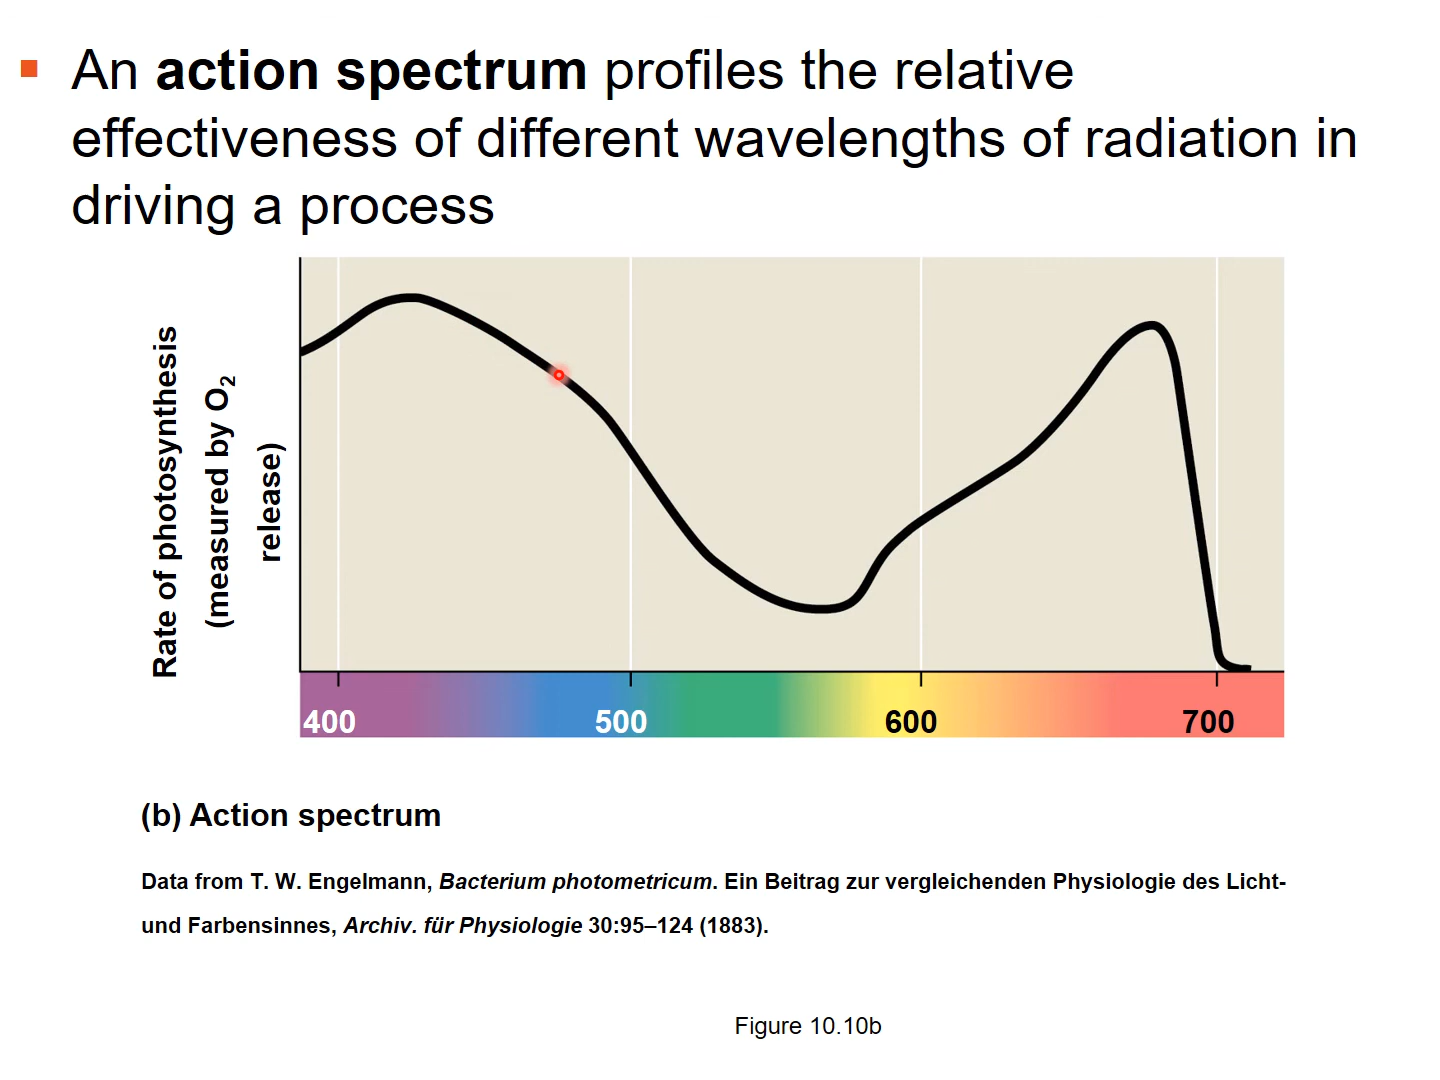 ▪ An action spectrum profiles the relative
effectiveness of different wavelengths of radiation in
driving a process
Rate of photosynthesis
(measured by O₂
release)
400 500 600 700
(b) Action spectrum
Data from T. W. Engelmann, Bacterium photometricum. Ein Beitrag zur vergleichenden Physiologie des Licht-
und Farbensinnes, Archiv. für Physiologie 30:95–124 (1883).
Figure 10.10b